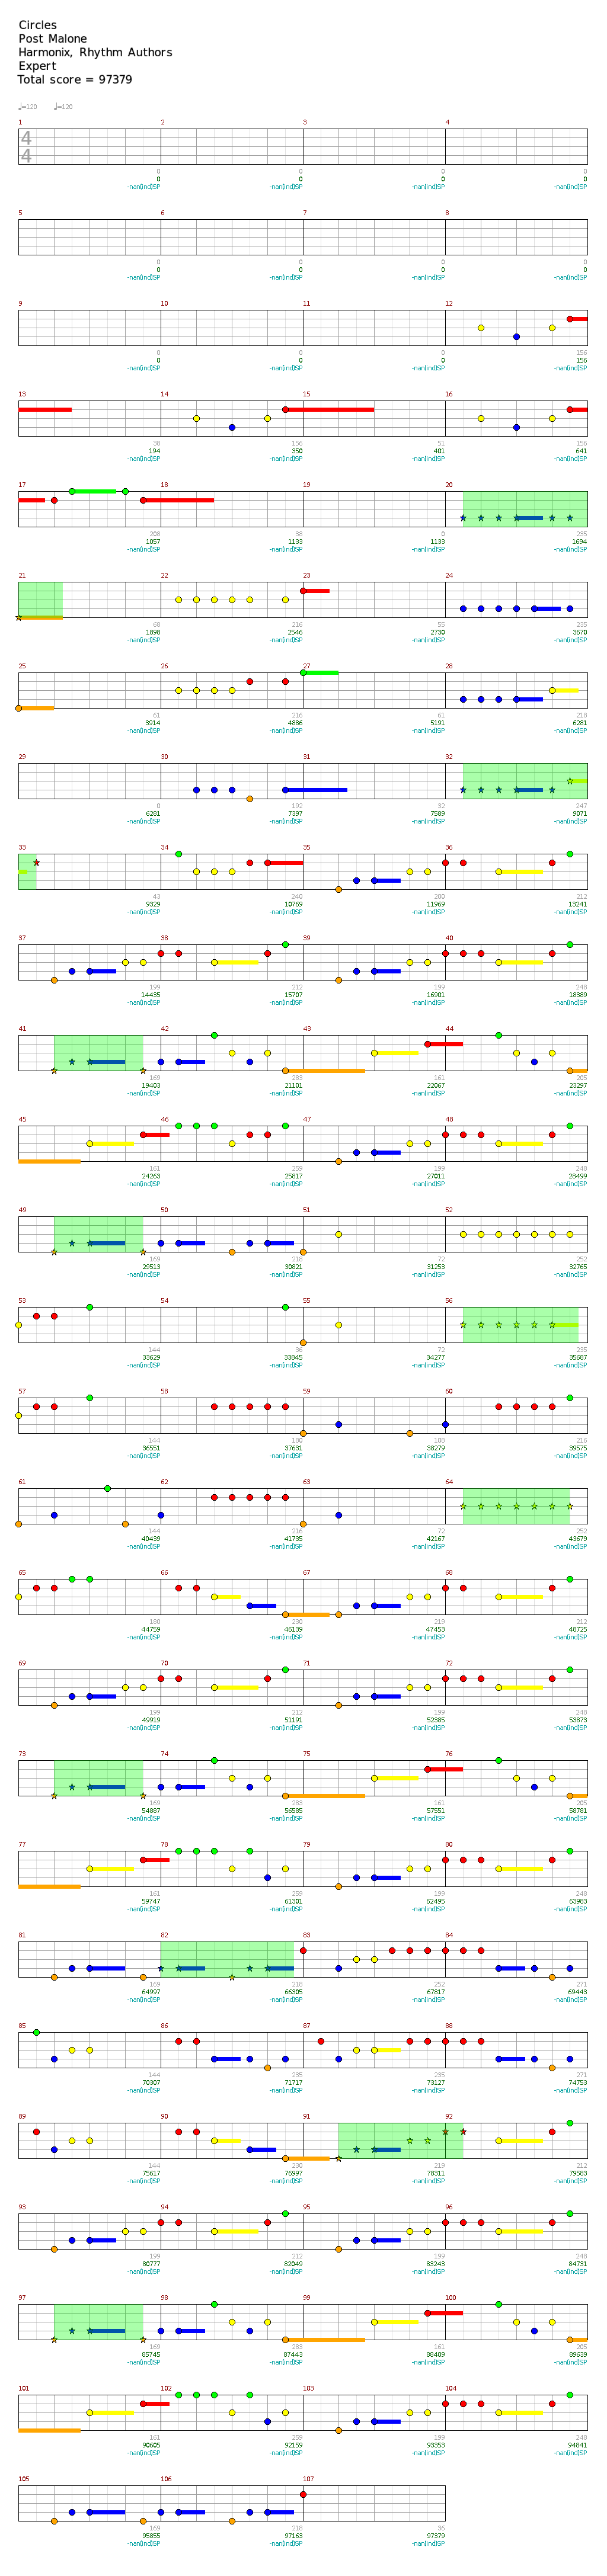 Circles
Post Malone
Harmonix, Rhythm Authors
Expert
Total score = 97379
♩=120 ♩=120
1 2 3 4
4
4
0 0 0 0
0 0 0 0
-nan(ind)SP -nan(ind)SP -nan(ind)SP -nan(ind)SP
5 6 7 8
0 0 0 0
0 0 0 0
-nan(ind)SP -nan(ind)SP -nan(ind)SP -nan(ind)SP
9 10 11 12
0 0 0 156
0 0 0 156
-nan(ind)SP -nan(ind)SP -nan(ind)SP -nan(ind)SP
13 14 15 16
38 156 51 156
194 350 401 641
-nan(ind)SP -nan(ind)SP -nan(ind)SP -nan(ind)SP
17 18 19 20
208 38 0 235
1057 1133 1133 1694
-nan(ind)SP -nan(ind)SP -nan(ind)SP -nan(ind)SP
21 22 23 24
68 216 55 235
1898 2546 2730 3670
-nan(ind)SP -nan(ind)SP -nan(ind)SP -nan(ind)SP
25 26 27 28
61 216 61 218
3914 4886 5191 6281
-nan(ind)SP -nan(ind)SP -nan(ind)SP -nan(ind)SP
29 30 31 32
0 192 32 247
6281 7397 7589 9071
-nan(ind)SP -nan(ind)SP -nan(ind)SP -nan(ind)SP
33 34 35 36
43 240 200 212
9329 10769 11969 13241
-nan(ind)SP -nan(ind)SP -nan(ind)SP -nan(ind)SP
37 38 39 40
199 212 199 248
14435 15707 16901 18389
-nan(ind)SP -nan(ind)SP -nan(ind)SP -nan(ind)SP
41 42 43 44
169 283 161 205
19403 21101 22067 23297
-nan(ind)SP -nan(ind)SP -nan(ind)SP -nan(ind)SP
45 46 47 48
161 259 199 248
24263 25817 27011 28499
-nan(ind)SP -nan(ind)SP -nan(ind)SP -nan(ind)SP
49 50 51 52
169 218 72 252
29513 30821 31253 32765
-nan(ind)SP -nan(ind)SP -nan(ind)SP -nan(ind)SP
53 54 55 56
144 36 72 235
33629 33845 34277 35687
-nan(ind)SP -nan(ind)SP -nan(ind)SP -nan(ind)SP
57 58 59 60
144 180 108 216
36551 37631 38279 39575
-nan(ind)SP -nan(ind)SP -nan(ind)SP -nan(ind)SP
61 62 63 64
144 216 72 252
40439 41735 42167 43679
-nan(ind)SP -nan(ind)SP -nan(ind)SP -nan(ind)SP
65 66 67 68
180 230 219 212
44759 46139 47453 48725
-nan(ind)SP -nan(ind)SP -nan(ind)SP -nan(ind)SP
69 70 71 72
199 212 199 248
49919 51191 52385 53873
-nan(ind)SP -nan(ind)SP -nan(ind)SP -nan(ind)SP
73 74 75 76
169 283 161 205
54887 56585 57551 58781
-nan(ind)SP -nan(ind)SP -nan(ind)SP -nan(ind)SP
77 78 79 80
161 259 199 248
59747 61301 62495 63983
-nan(ind)SP -nan(ind)SP -nan(ind)SP -nan(ind)SP
81 82 83 84
169 218 252 271
64997 66305 67817 69443
-nan(ind)SP -nan(ind)SP -nan(ind)SP -nan(ind)SP
85 86 87 88
144 235 235 271
70307 71717 73127 74753
-nan(ind)SP -nan(ind)SP -nan(ind)SP -nan(ind)SP
89 90 91 92
144 230 219 212
75617 76997 78311 79583
-nan(ind)SP -nan(ind)SP -nan(ind)SP -nan(ind)SP
93 94 95 96
199 212 199 248
80777 82049 83243 84731
-nan(ind)SP -nan(ind)SP -nan(ind)SP -nan(ind)SP
97 98 99 100
169 283 161 205
85745 87443 88409 89639
-nan(ind)SP -nan(ind)SP -nan(ind)SP -nan(ind)SP
101 102 103 104
161 259 199 248
90605 92159 93353 94841
-nan(ind)SP -nan(ind)SP -nan(ind)SP -nan(ind)SP
105 106 107
169 218 36
95855 97163 97379
-nan(ind)SP -nan(ind)SP -nan(ind)SP